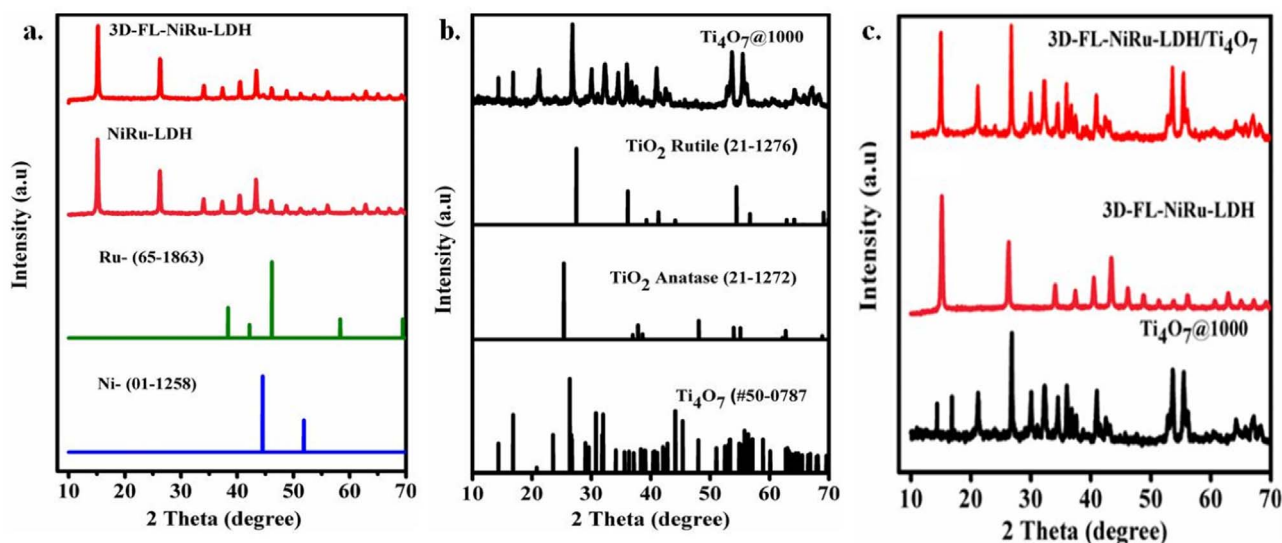 a.
3D-FL-NiRu-LDH
NiRu-LDH
Ru- (65-1863)
Ni- (01-1258)
Intensity (a.u)
10 20 30 40 50 60 70
2 Theta (degree)
b.
Ti₄O₇@1000
TiO₂ Rutile (21-1276)
TiO₂ Anatase (21-1272)
Ti₄O₇ (#50-0787
Intensity (a.u)
10 20 30 40 50 60 70
2 Theta (degree)
c.
3D-FL-NiRu-LDH/Ti₄O₇
3D-FL-NiRu-LDH
Ti₄O₇@1000
Intensity (a.u)
10 20 30 40 50 60 70
2 Theta (degree)